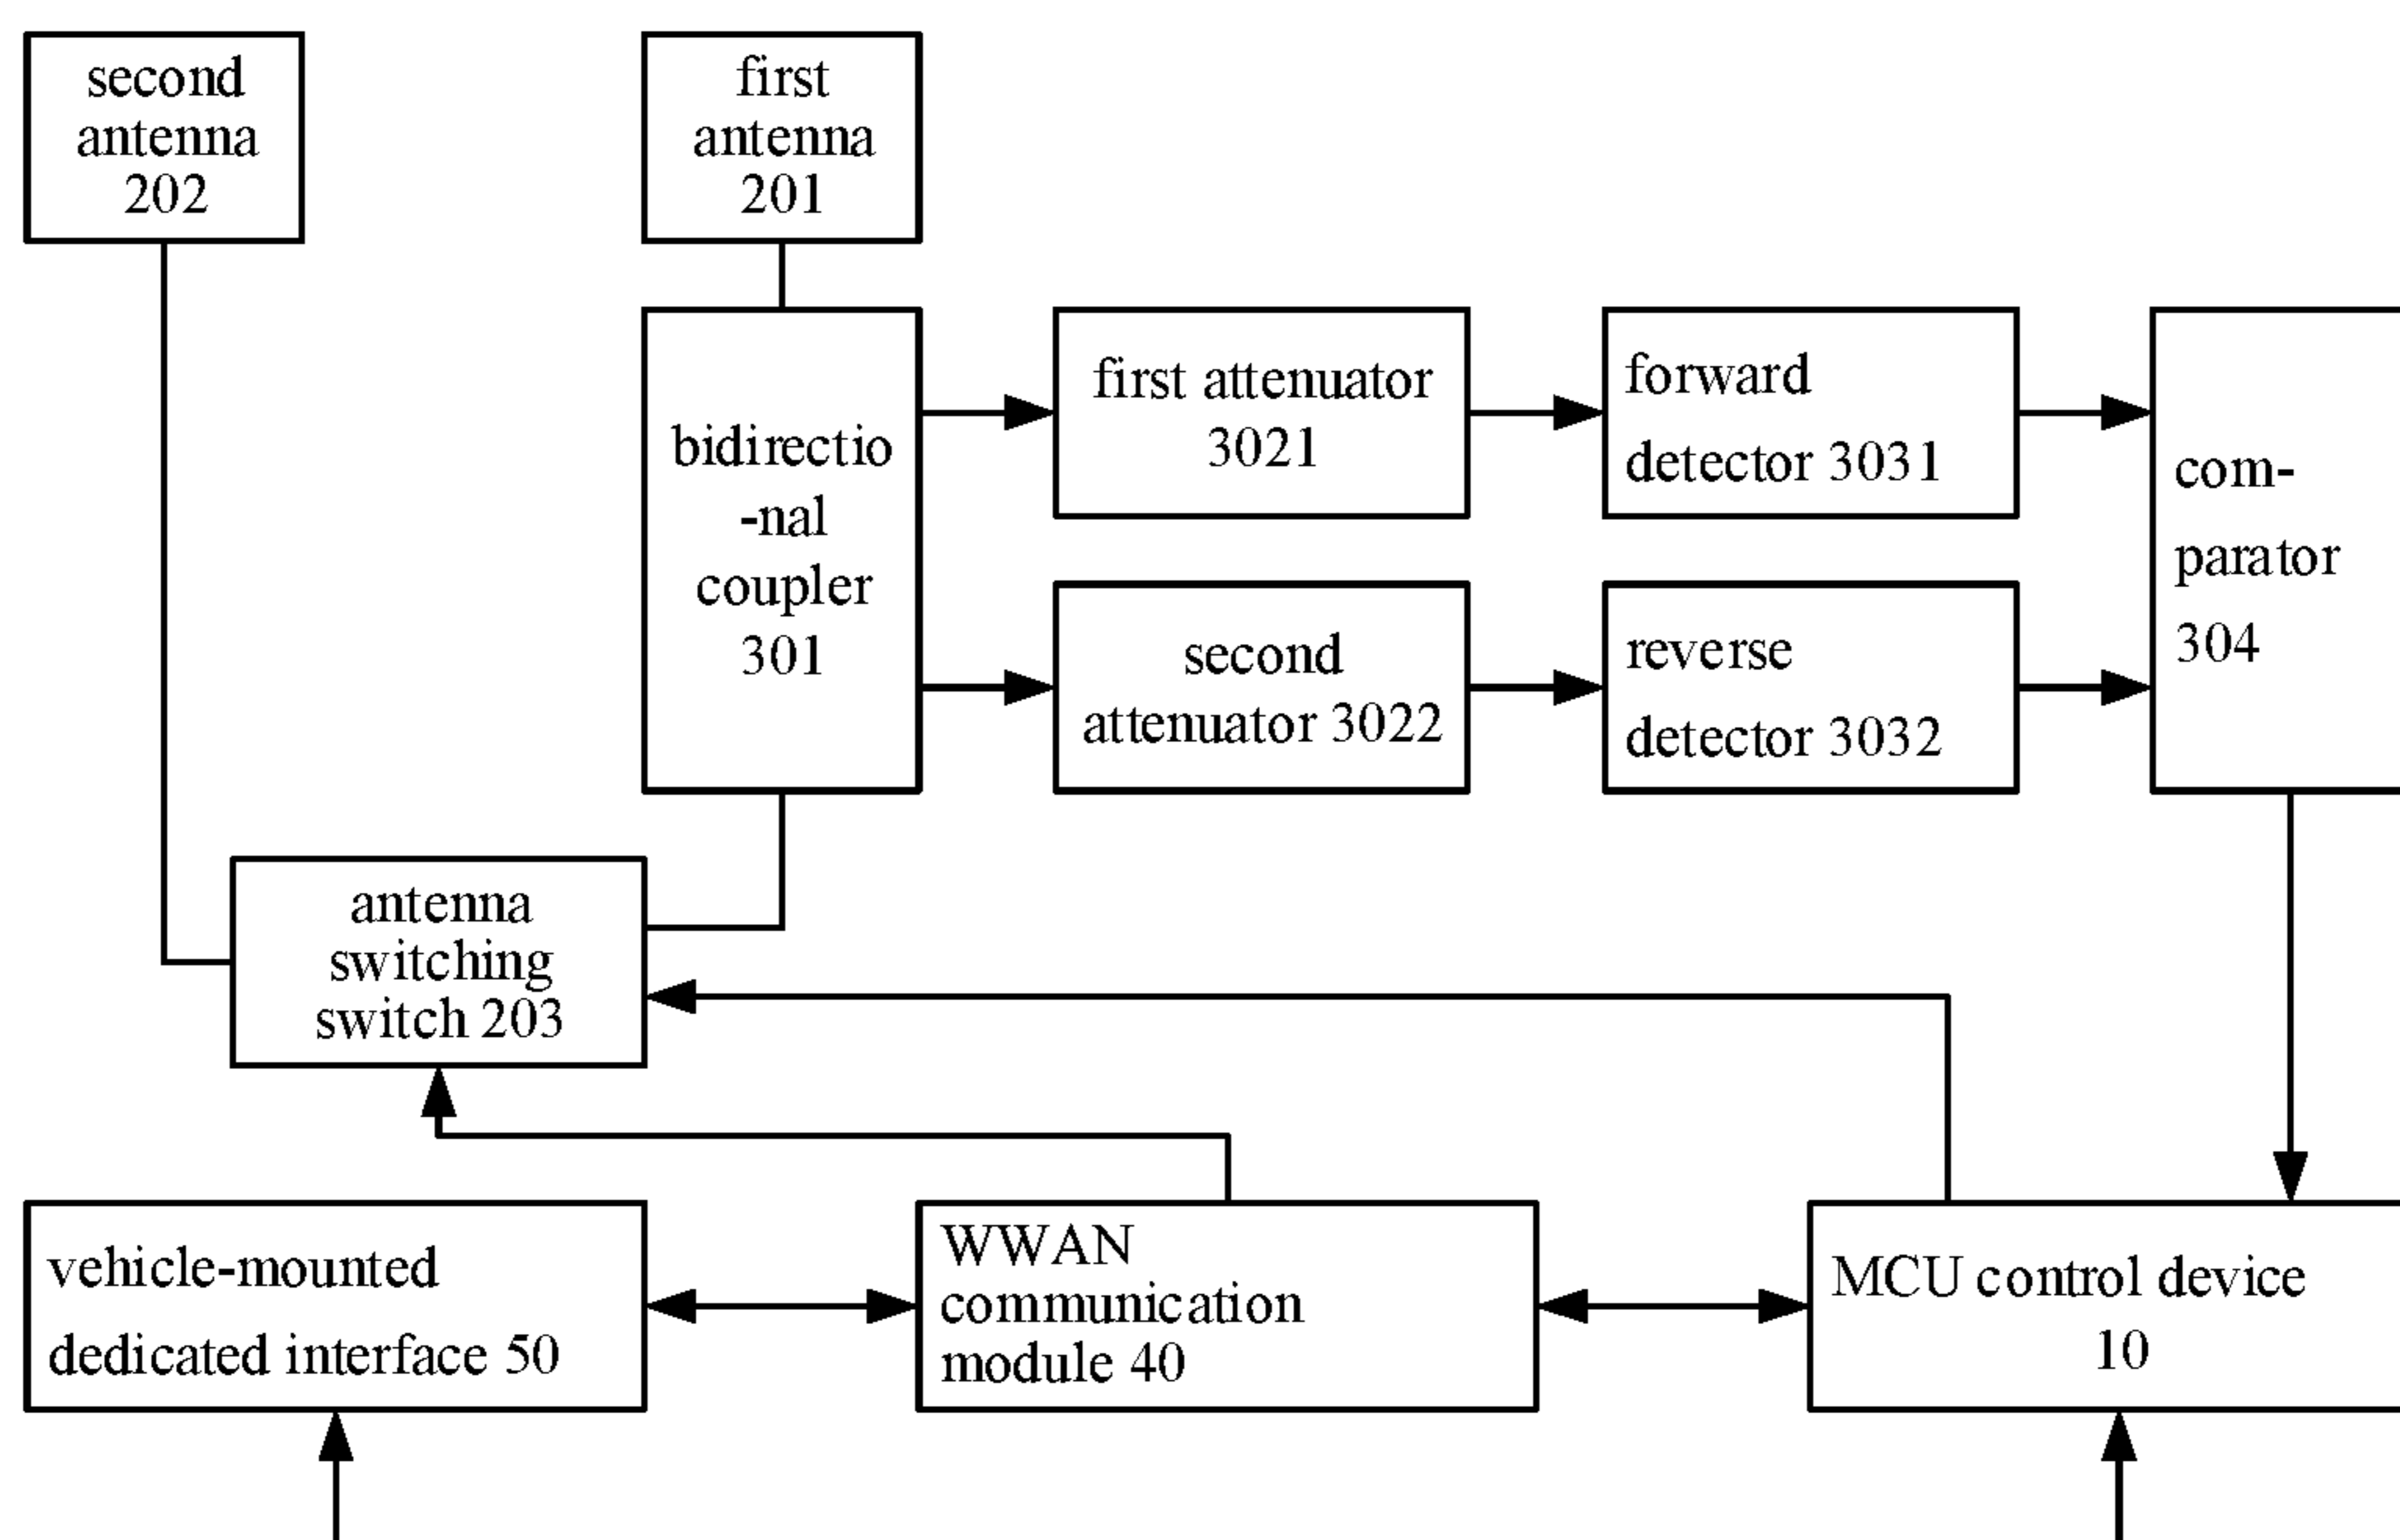 second
antenna
202
first
antenna
201
bidirectio
-nal
coupler
301
first attenuator
3021
forward
detector 3031
com-
parator
304
second
attenuator 3022
reverse
detector 3032
antenna
switching
switch 203
vehicle-mounted
dedicated interface 50
WWAN
communication
module 40
MCU control device
10